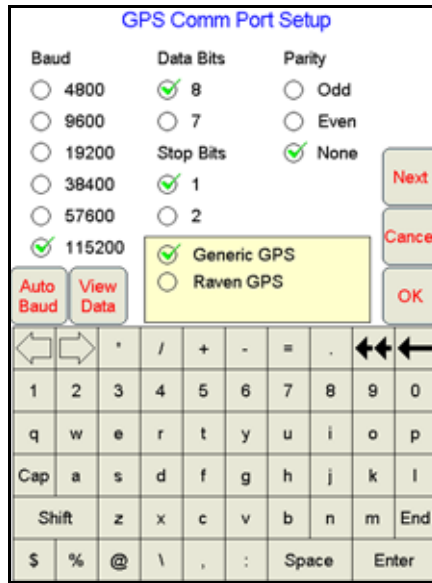 GPS Comm Port Setup
Baud
4800
9600
19200
38400
57600
115200
Data Bits
8
7
Stop Bits
1
2
Parity
Odd
Even
None
Generic GPS
Raven GPS
Next
Cance
OK
Auto
Baud
View
Data
' / + - = .
1 2 3 4 5 6 7 8 9 0
q w e r t y u i o p
Cap a s d f g h j k l
Shift z x c v b n m End
$ % @ \ , : Space Enter